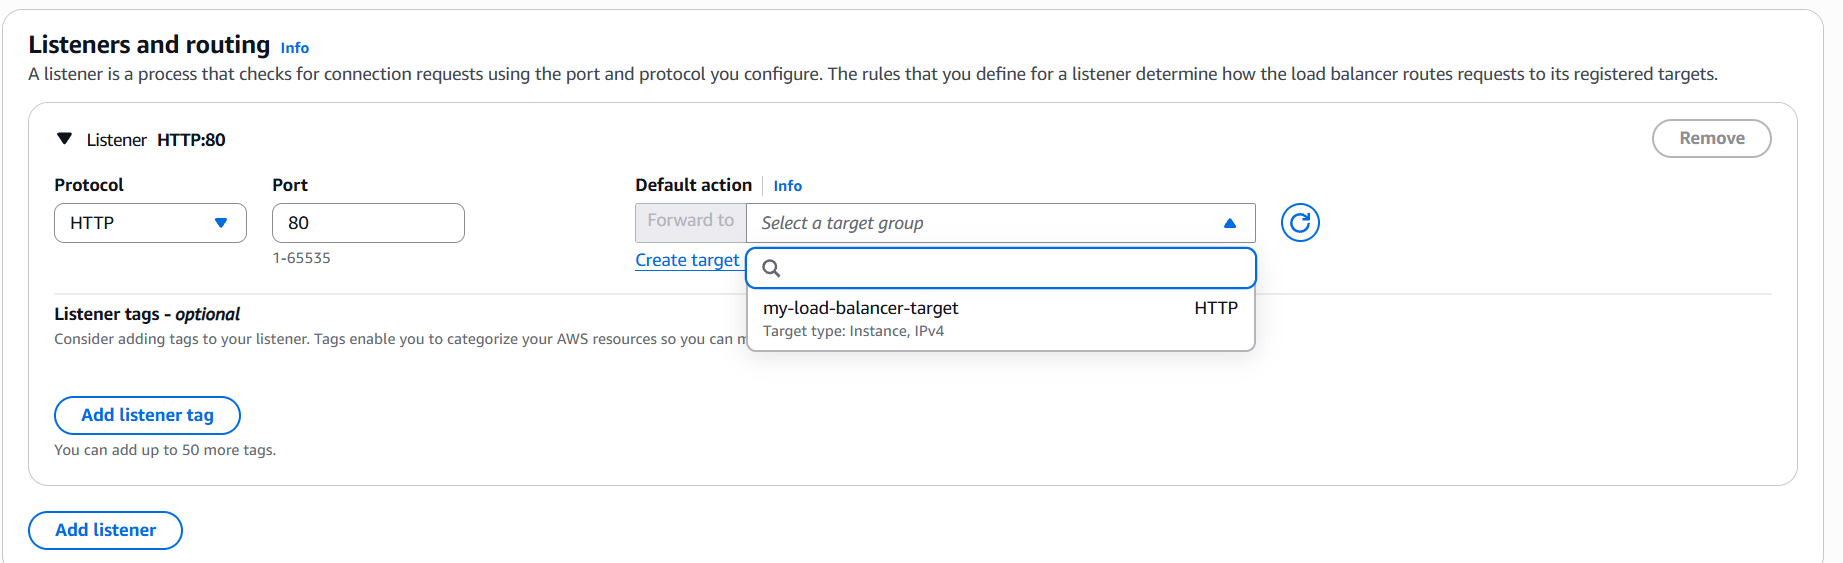 Listeners and routing Info
A listener is a process that checks for connection requests using the port and protocol you configure. The rules that you define for a listener determine how the load balancer routes requests to its registered targets.
Listener HTTP:80
Remove
Protocol Port Default action Info
HTTP 80 Forward to Select a target group
1-65535 Create target
my-load-balancer-target HTTP
Target type: Instance, IPv4
Listener tags - optional
Consider adding tags to your listener. Tags enable you to categorize your AWS resources so you can
Add listener tag
You can add up to 50 more tags.
Add listener